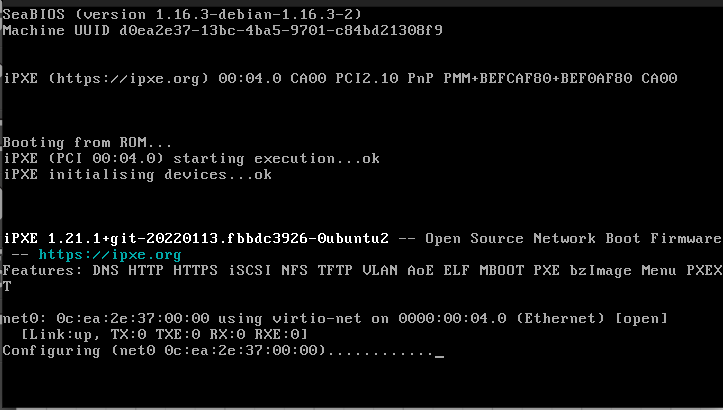 SeaBIOS (version 1.16.3-debian-1.16.3-2)
Machine UUID d0ea2e37-13bc-4ba5-9701-c84bd21308f9
iPXE (https://ipxe.org) 00:04.0 CA00 PCI2.10 PnP PMM+BEFCAF80+BEF0AF80 CA00
Booting from ROM...
iPXE (PCI 00:04.0) starting execution...ok
iPXE initialising devices...ok
iPXE 1.21.1+git-20220113.fbbdc3926-0ubuntu2 -- Open Source Network Boot Firmware
-- https://ipxe.org
Features: DNS HTTP HTTPS iSCSI NFS TFTP VLAN AoE ELF MBOOT PXE bzImage Menu PXEX
T
net0: 0c:ea:2e:37:00:00 using virtio-net on 0000:00:04.0 (Ethernet) [open]
[Link:up, TX:0 TXE:0 RX:0 RXE:0]
Configuring (net0 0c:ea:2e:37:00:00)............_